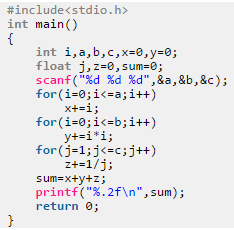 #include<stdio.h>
int main()
{
    int i,a,b,c,x=0,y=0;
    float j,z=0,sum=0;
    scanf("%d %d %d",&a,&b,&c);
    for(i=0;i<=a;i++)
        x+=i;
    for(i=0;i<=b;i++)
        y+=i*i;
    for(j=1;j<=c;j++)
        z+=1/j;
    sum=x+y+z;
    printf("%.2f\n",sum);
    return 0;
}